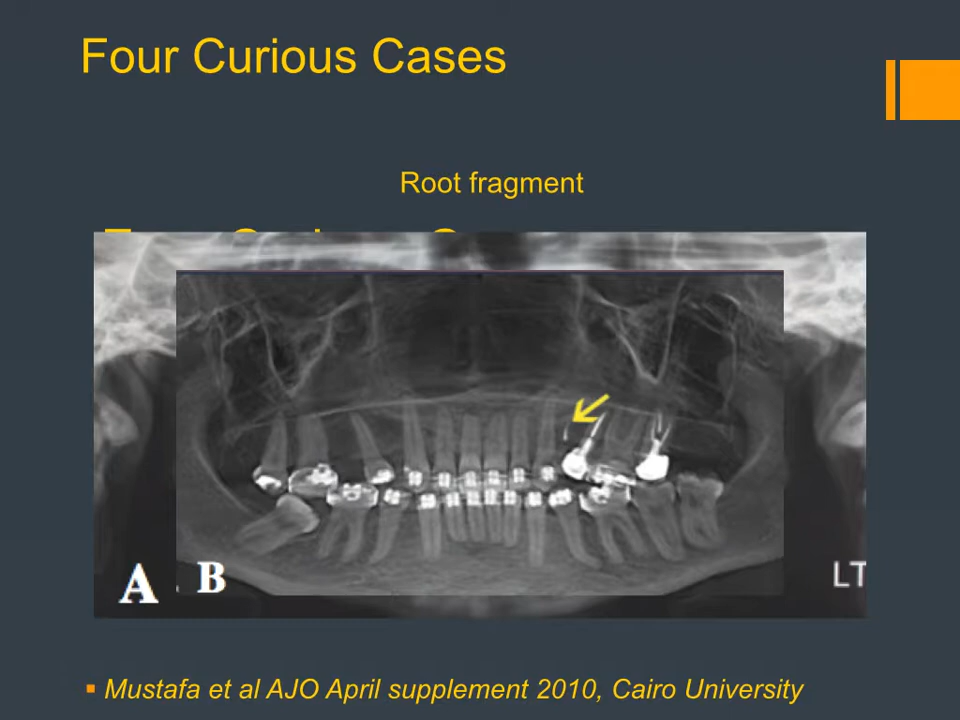 Four Curious Cases
Root fragment
A
B
LT
Mustafa et al AJO April supplement 2010, Cairo University